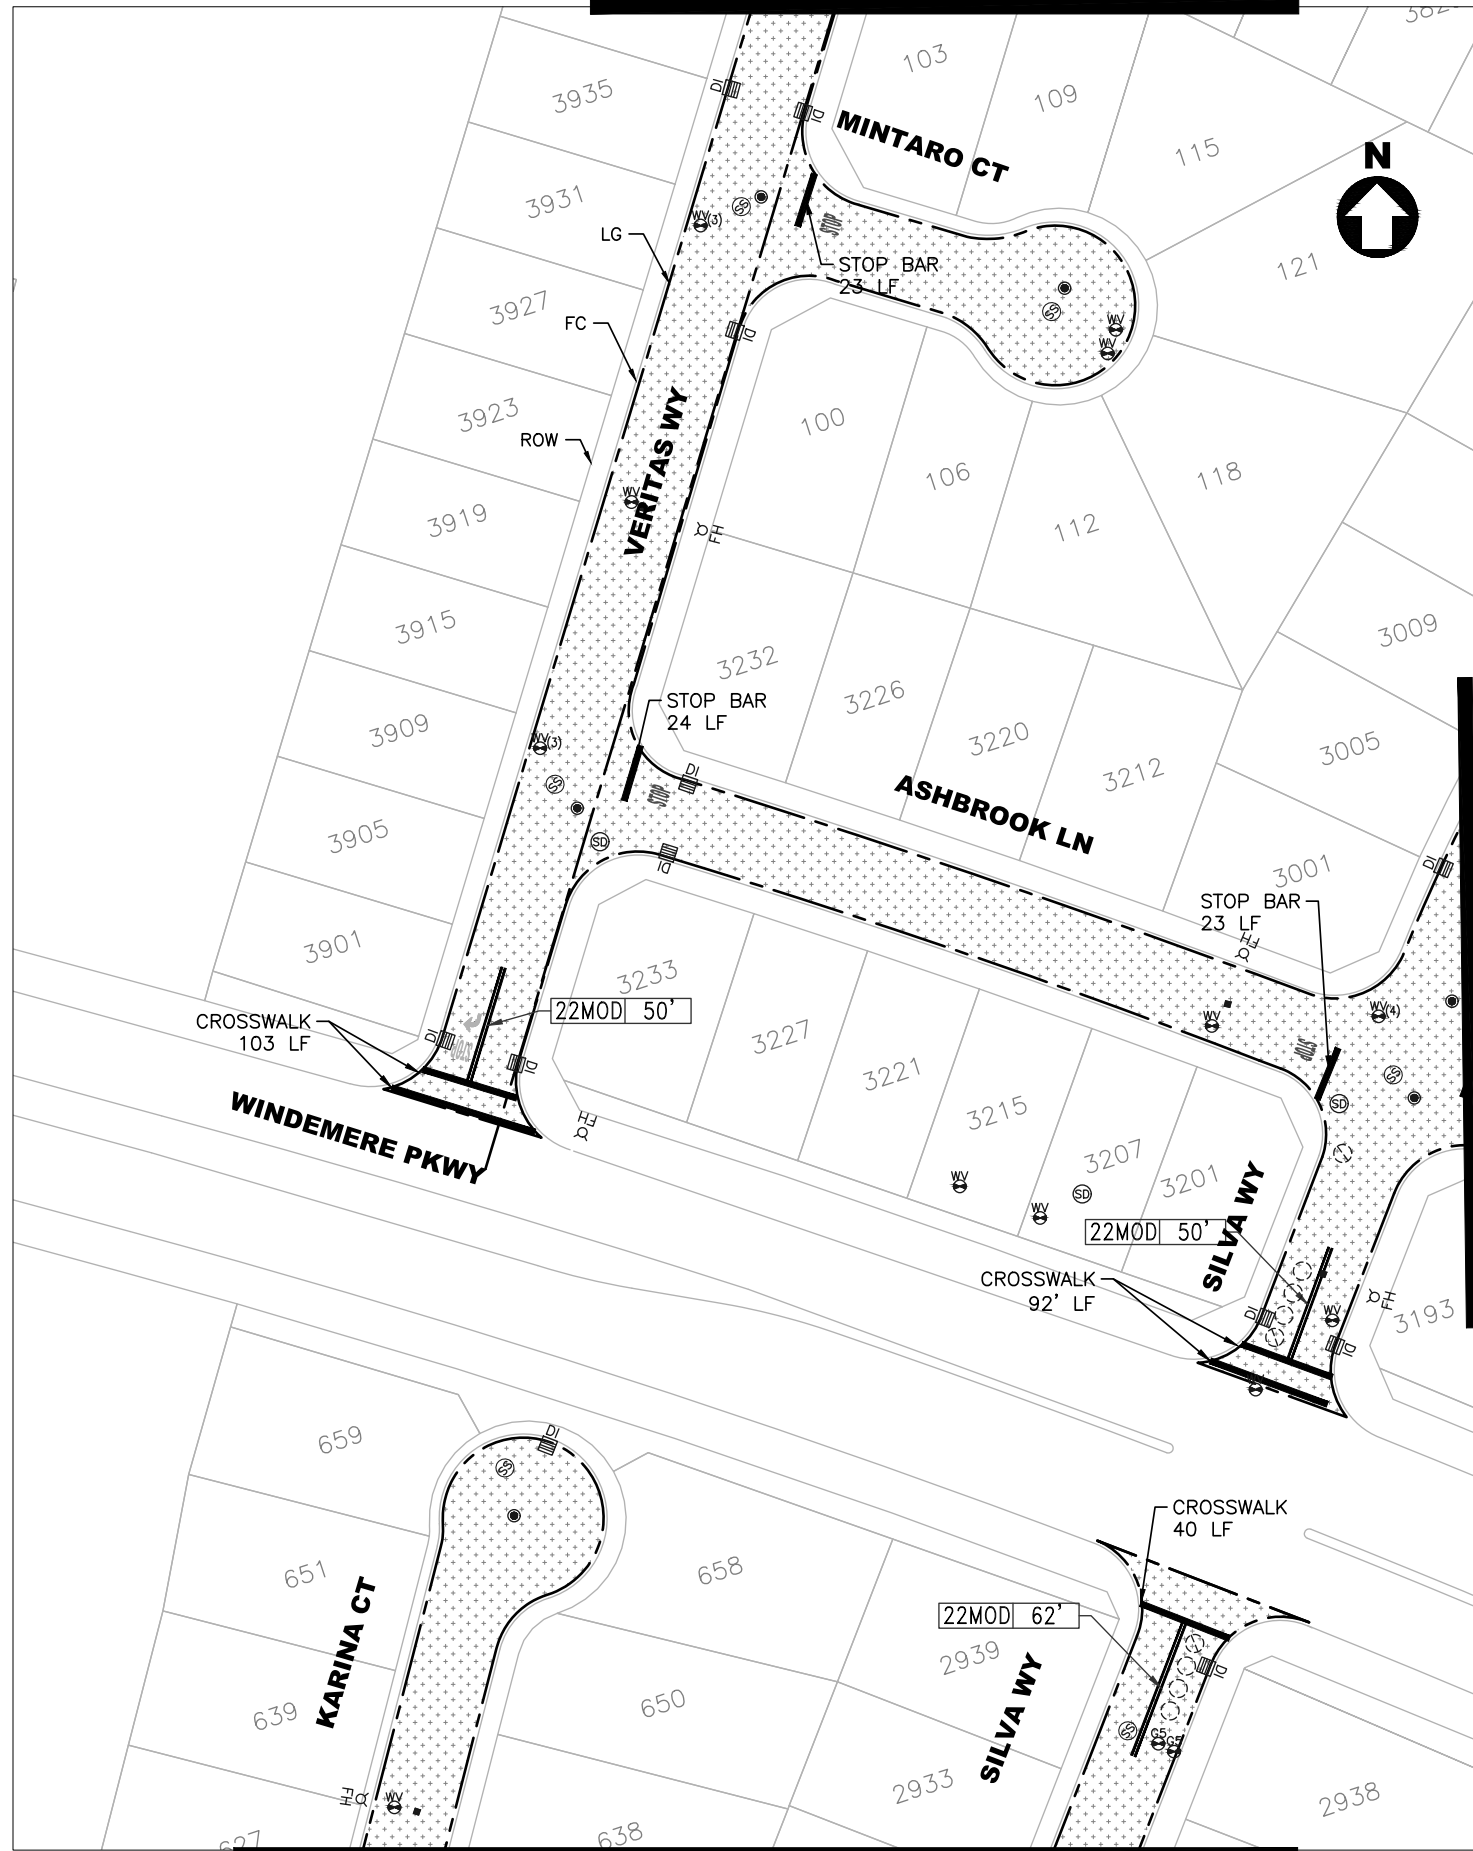 103
109
115
121
118
112
106
100
3935
3931
3927
3923
3919
3915
3909
3905
3901
MINTARO CT
N
DI
DI
WV(3)
SS
STOP
LG
STOP BAR
23 LF
FC
DI
SS
WV
WV
ROW
VERITAS WY
WV
FH
3232
3226
3220
3212
3009
3005
3001
STOP BAR
24 LF
WV(3)
SS
STOP
DI
SD
DI
ASHBROOK LN
DI
STOP BAR
23 LF
FH
WV
WV(4)
STOP
SS
SD
3233
3227
3221
3215
3207
3201
3193
22MOD 50'
CROSSWALK
103 LF
DI
STOP
DI
FH
WINDEMERE PKWY
WV
WV
SD
SILVA WY
22MOD 50'
CROSSWALK
92' LF
DI
WV
DI
FH
659
651
639
627
658
650
638
DI
SS
KARINA CT
FH
WV
CROSSWALK
40 LF
22MOD 62'
2939
2933
2938
SILVA WY
DI
SS
G5
G5